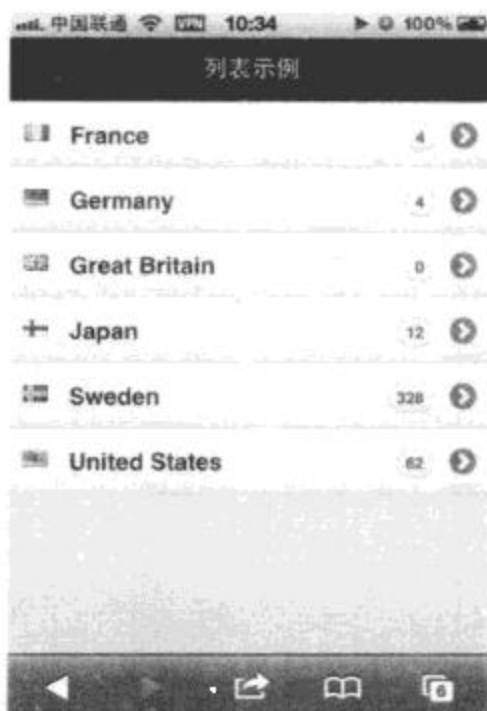 中国联通 VPN 10:34 100%
列表示例
France 4
Germany 4
Great Britain 0
Japan 12
Sweden 328
United States 62
6